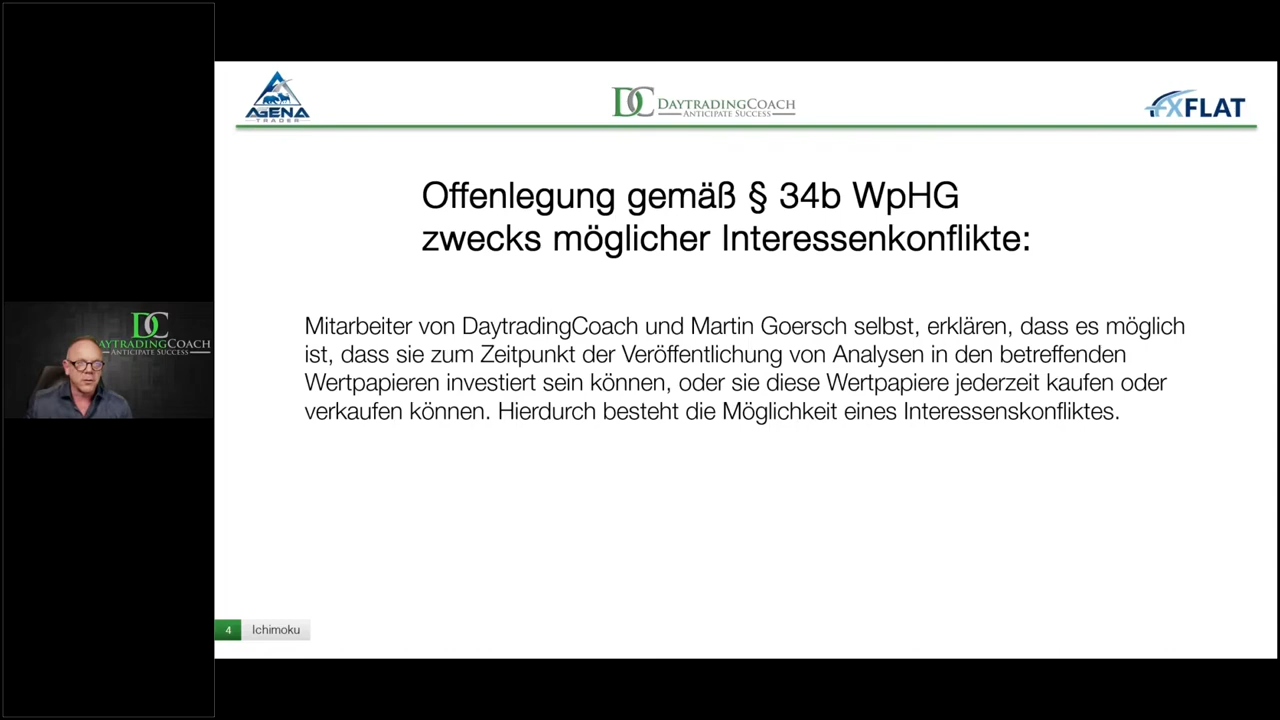 AGENA
TRADER
DC DAYTRADINGCOACH
ANTICIPATE SUCCESS
FXFLAT
Offenlegung gemäß § 34b WpHG
zwecks möglicher Interessenkonflikte:
Mitarbeiter von DaytradingCoach und Martin Goersch selbst, erklären, dass es möglich
ist, dass sie zum Zeitpunkt der Veröffentlichung von Analysen in den betreffenden
Wertpapieren investiert sein können, oder sie diese Wertpapiere jederzeit kaufen oder
verkaufen können. Hierdurch besteht die Möglichkeit eines Interessenskonfliktes.
DC
AYTRADINGCOACH
ANTICIPATE SUCCESS
4 Ichimoku